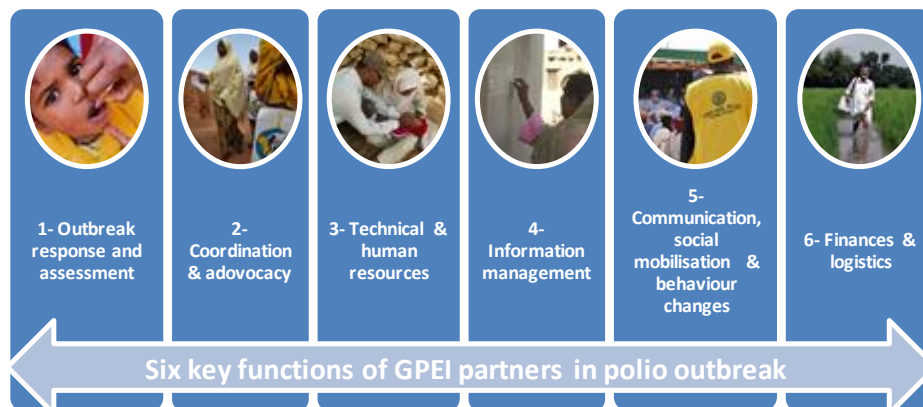 1- Outbreak
response and
assessment
2-
Coordination
& adovocacy
3- Technical &
human
resources
4-
Information
management
5-
Communication,
social
mobilisation &
behaviour
changes
6- Finances &
logistics
Six key functions of GPEI partners in polio outbreak